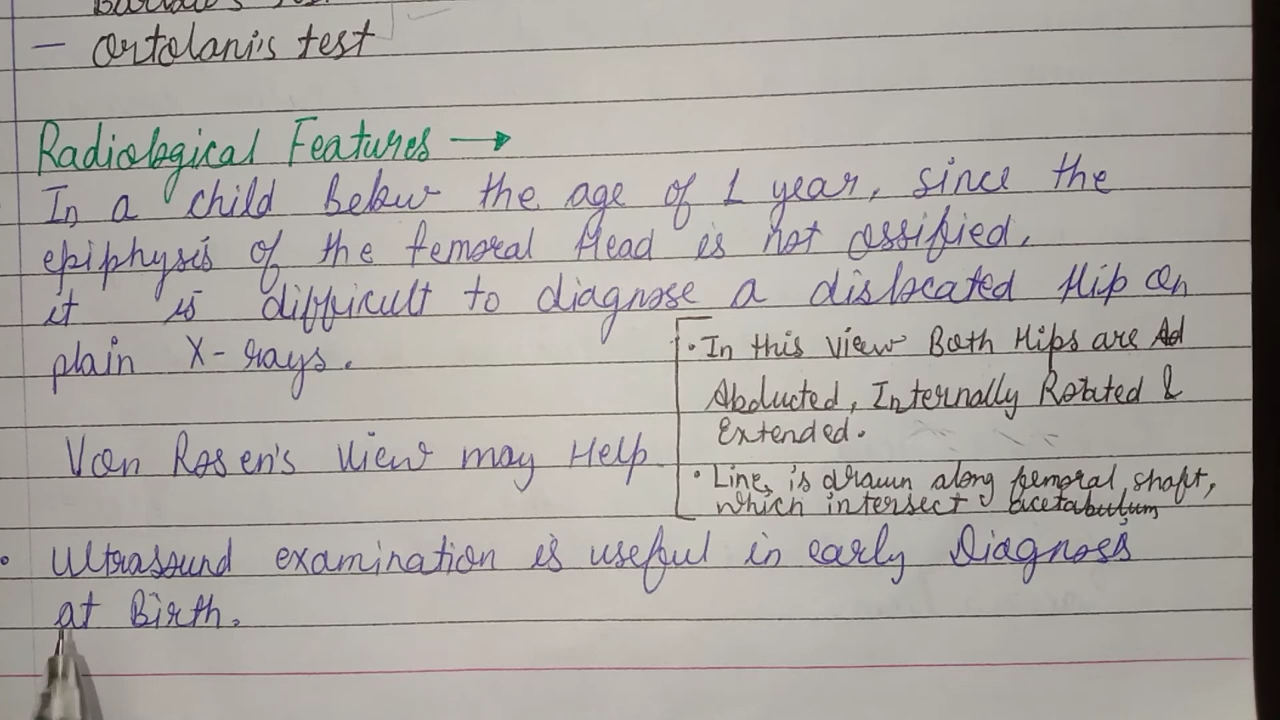 — Ortolani's test
Radiological Features →
In a child Below the age of 1 year, since the
epiphysis of the femoral Head is not ossified,
it is difficult to diagnose a dislocated Hip on
plain X-rays.
Von Rosen's View may Help
• In this view Both Hips are Ad
Abducted, Internally Rotated &
Extended.
• Line, is drawn along femoral shaft,
which intersect acetabulum
• Ultrasound examination is useful in early Diagnosis
at Birth.